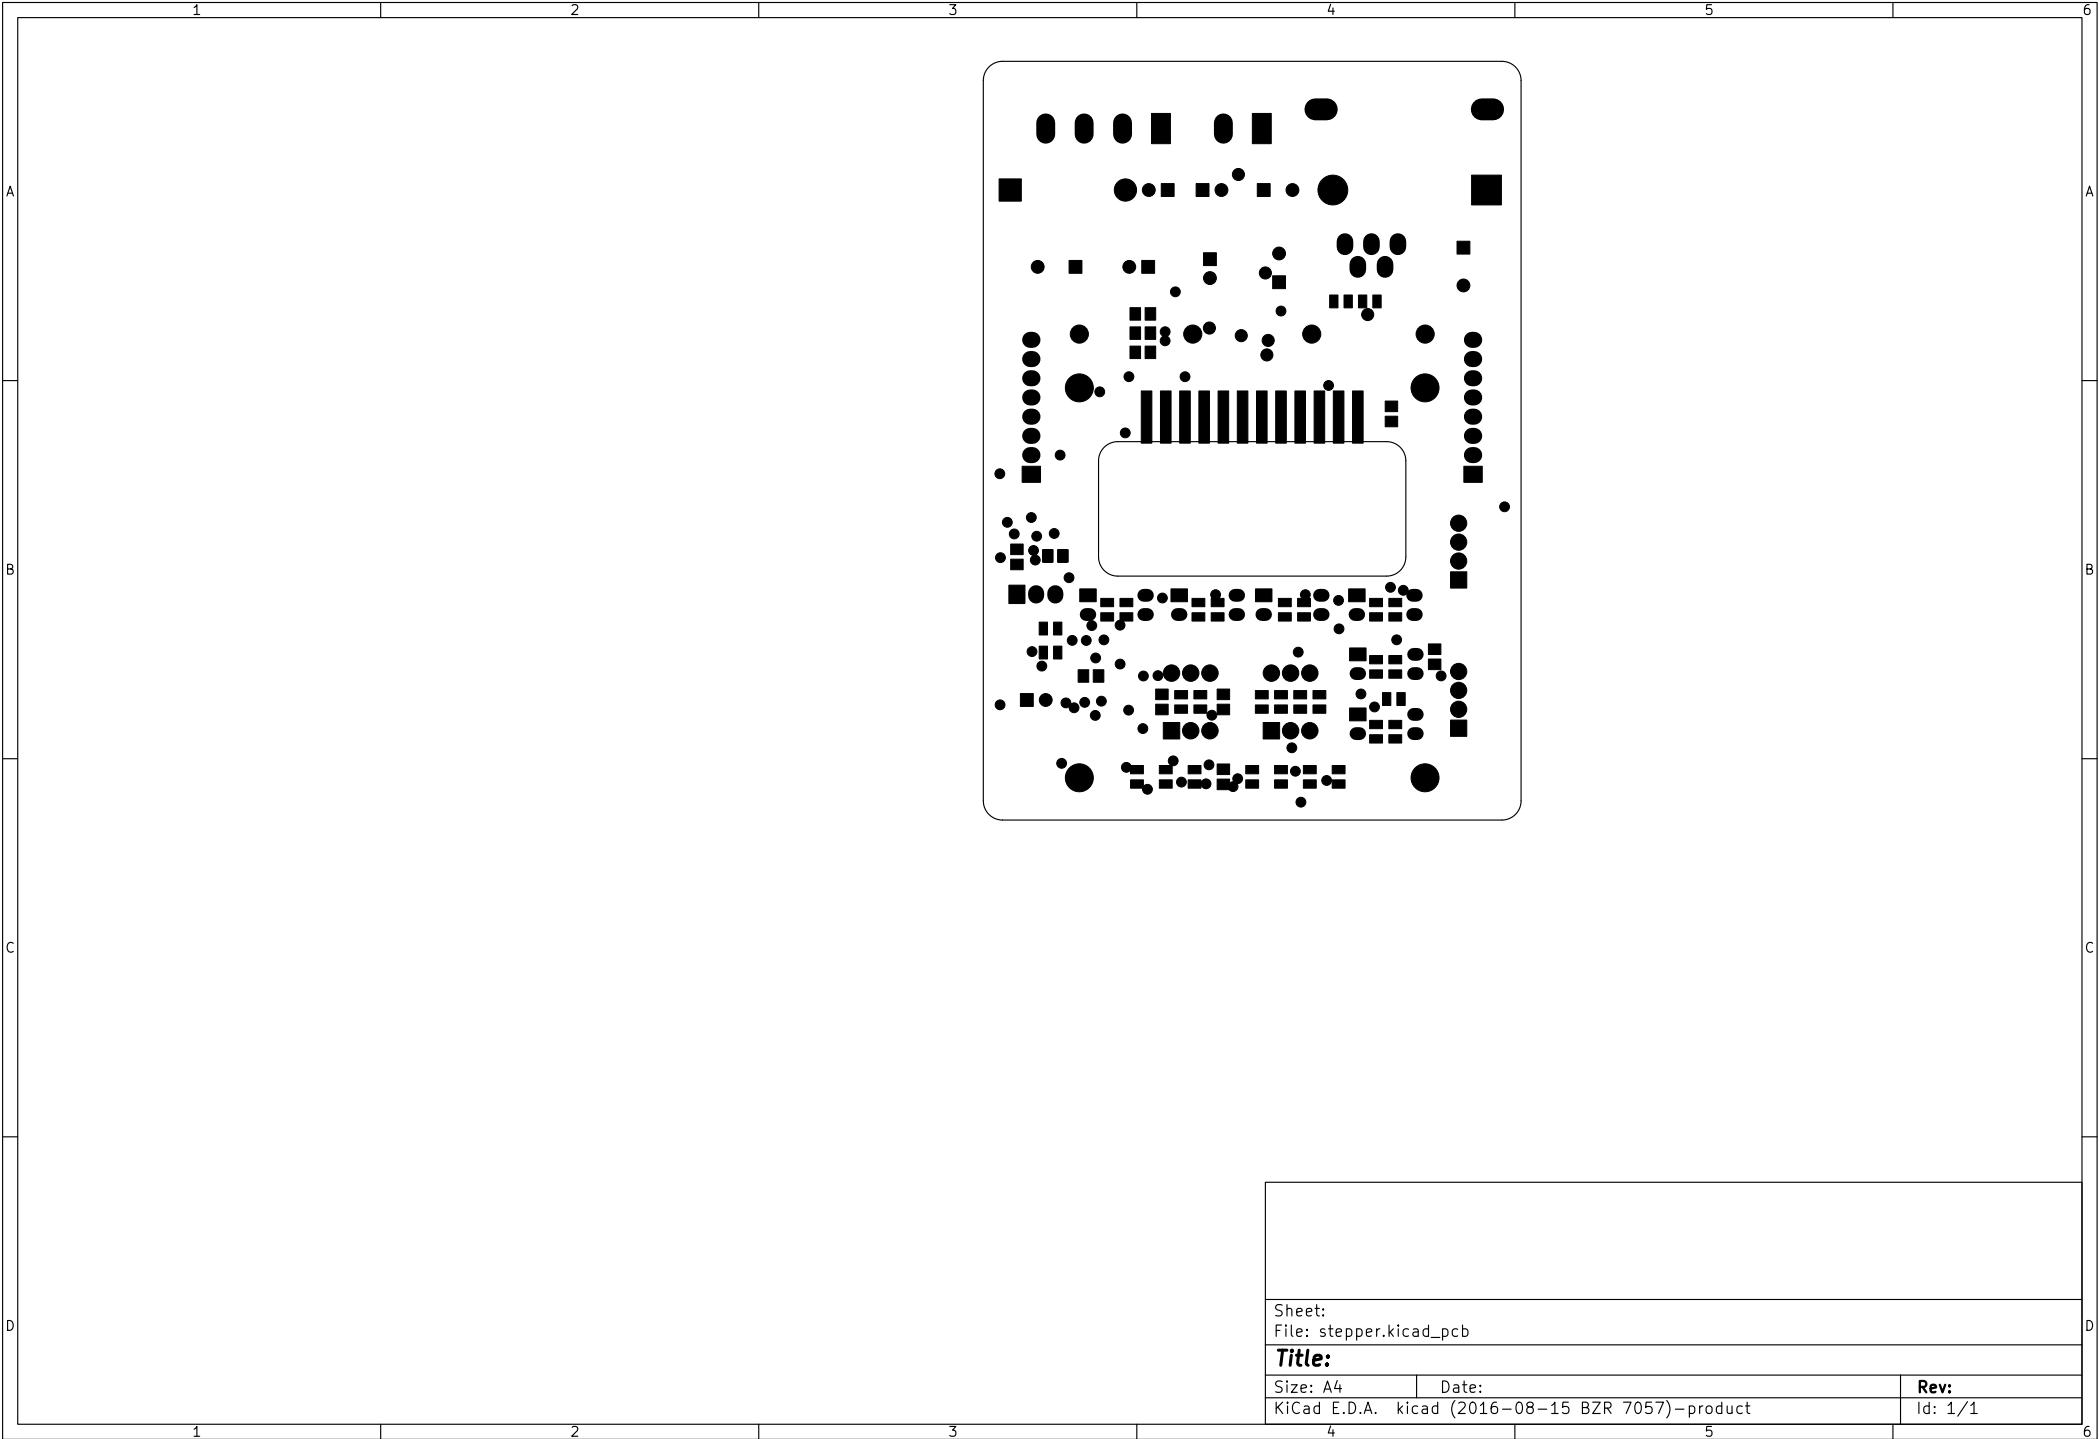 1 2 3 4 5 6
A A
B B
C C
D D
Sheet:
File: stepper.kicad_pcb
Title:
Size: A4 Date: Rev:
KiCad E.D.A. kicad (2016-08-15 BZR 7057)-product Id: 1/1
1 2 3 4 5 6